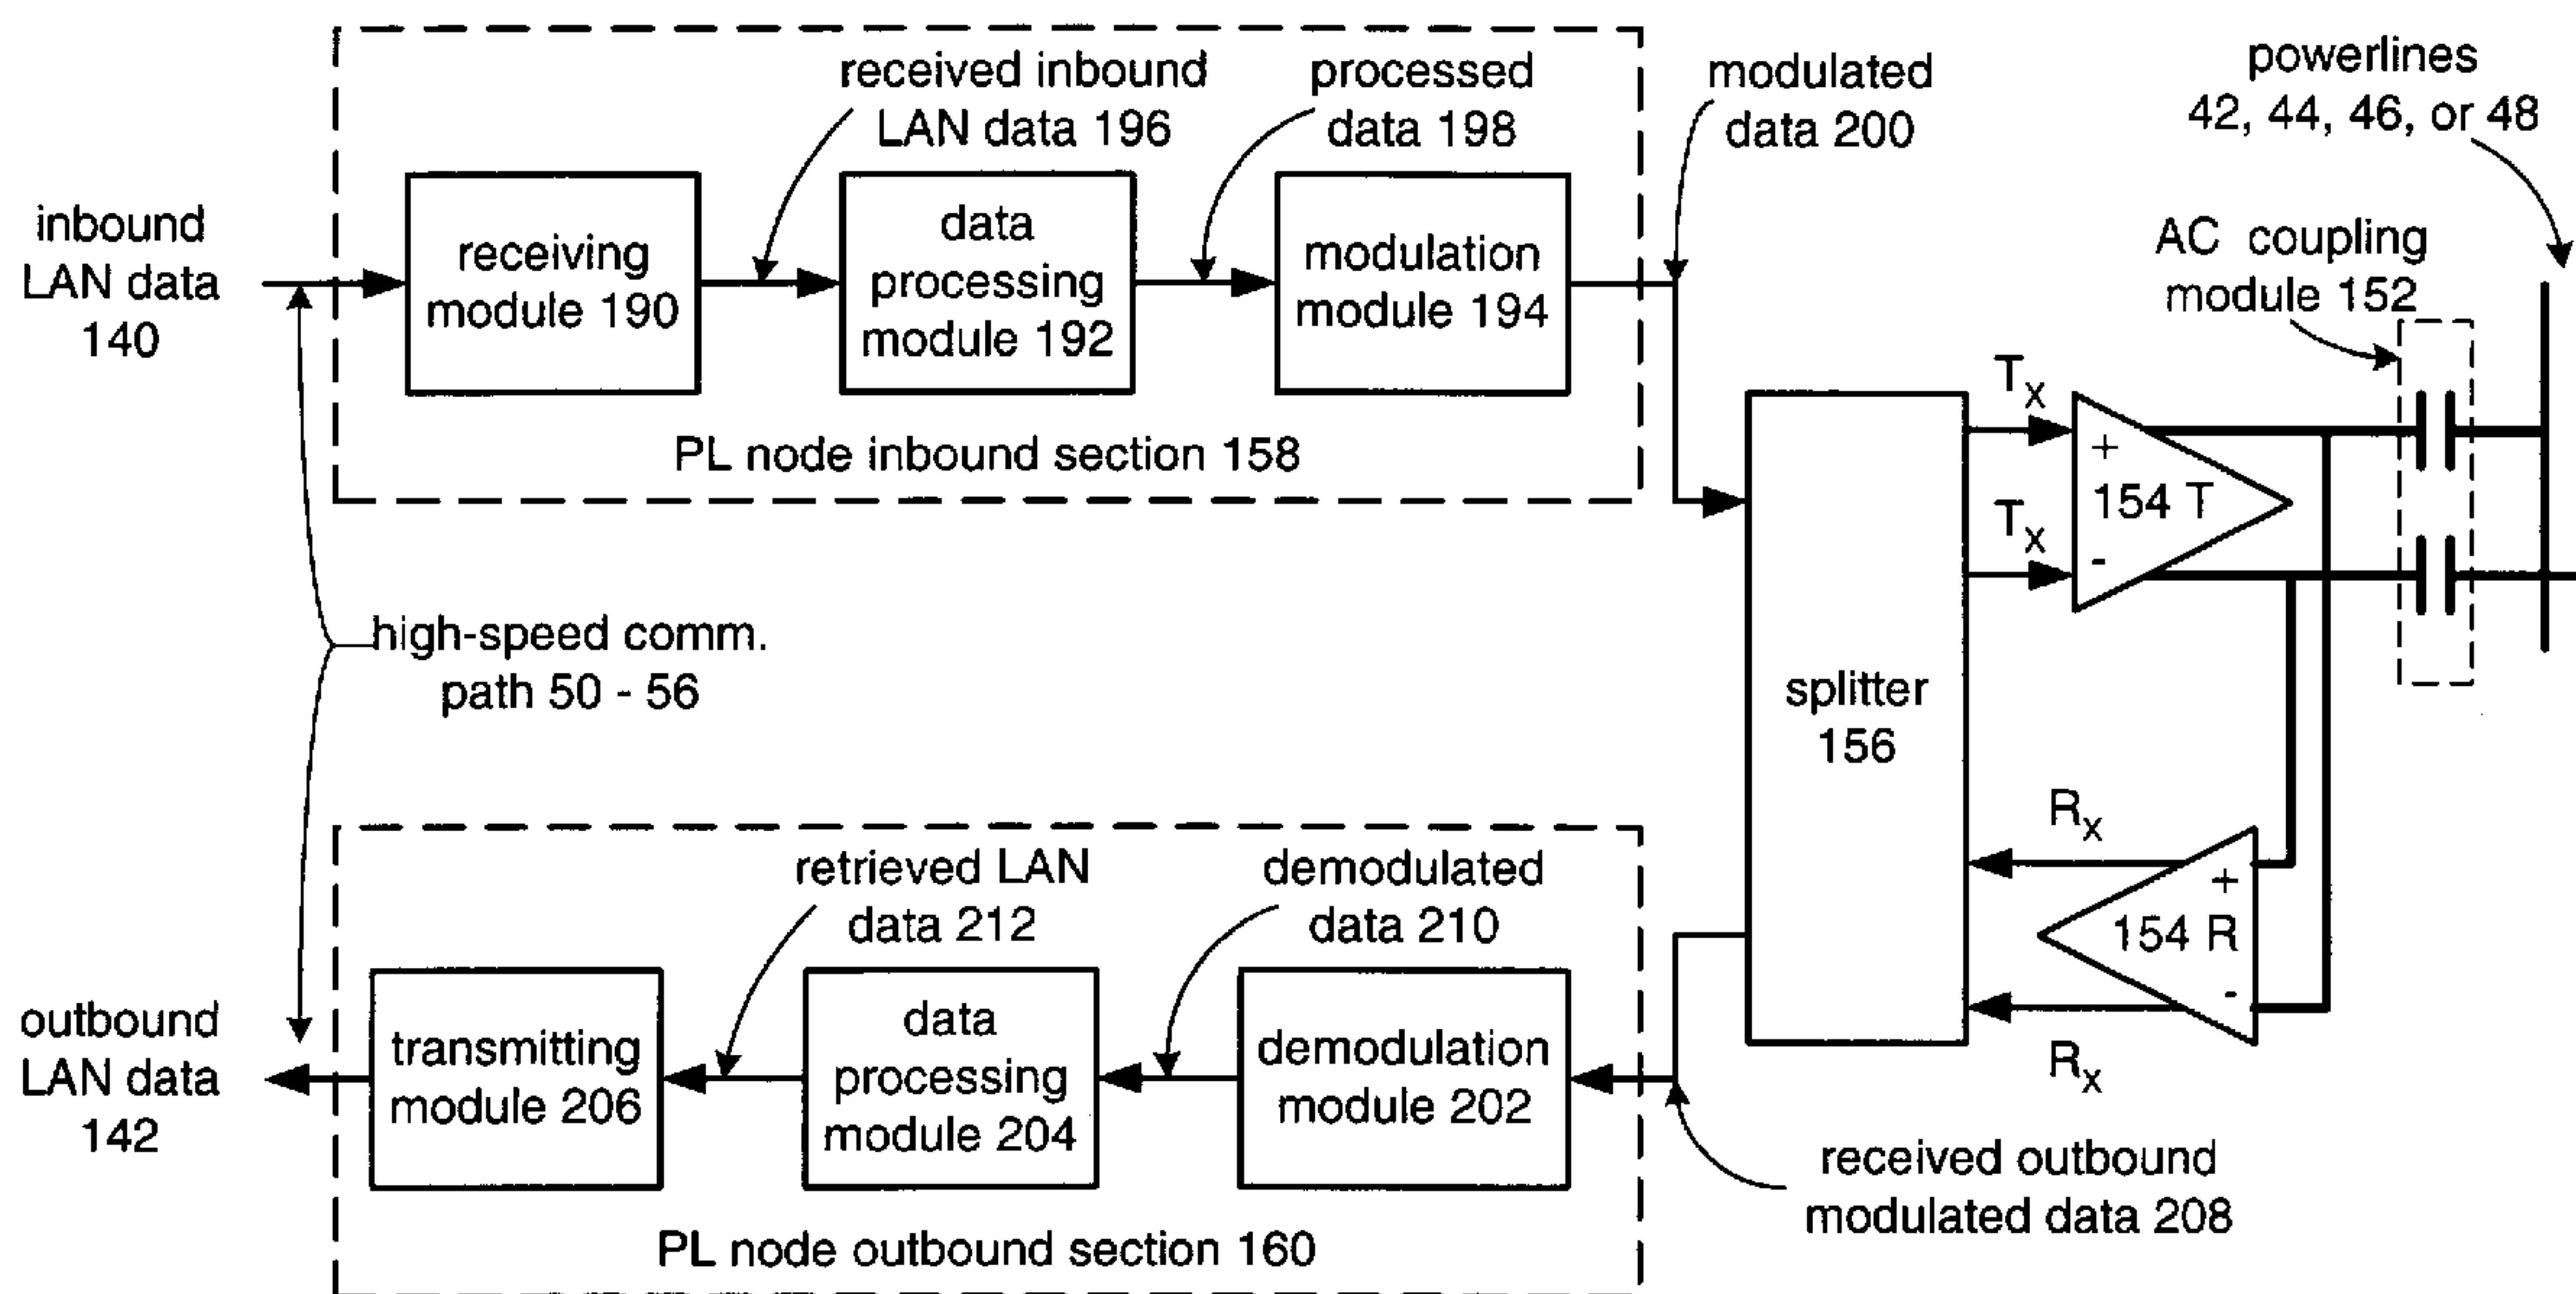 received inbound
LAN data 196
processed
data 198
modulated
data 200
powerlines
42, 44, 46, or 48
inbound
LAN data
140
receiving
module 190
data
processing
module 192
modulation
module 194
AC coupling
module 152
PL node inbound section 158
Tx
Tx
+
154 T
-
high-speed comm.
path 50 - 56
splitter
156
Rx
Rx
+
154 R
-
retrieved LAN
data 212
demodulated
data 210
outbound
LAN data
142
transmitting
module 206
data
processing
module 204
demodulation
module 202
received outbound
modulated data 208
PL node outbound section 160